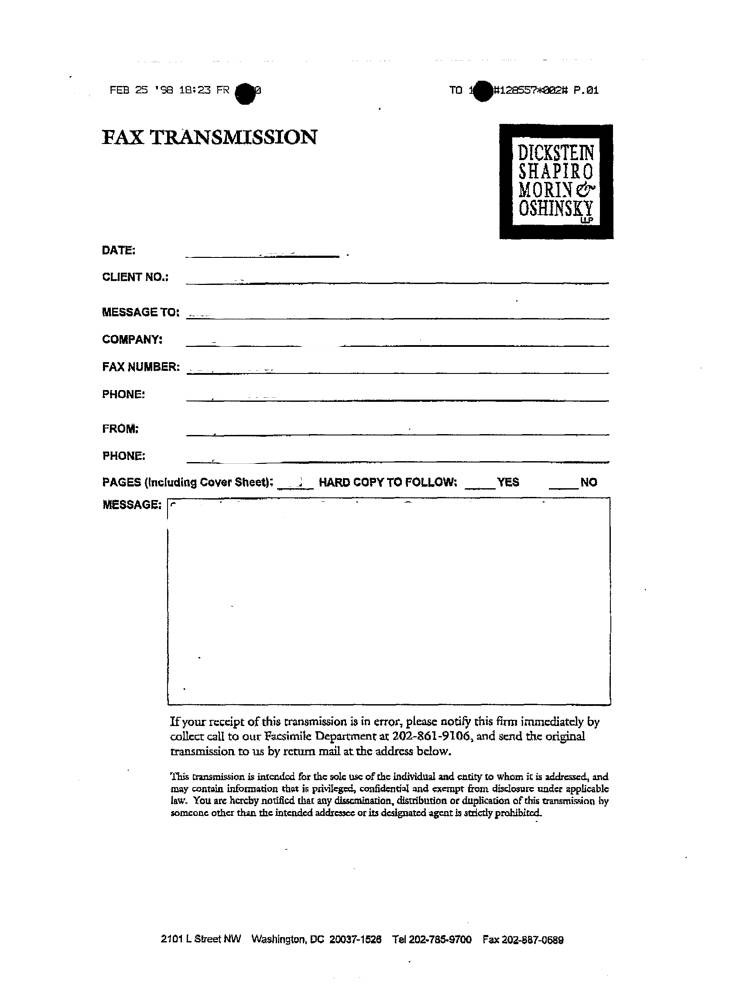 FEB 25 '98 18:23 FR
TO 1 #128557*002# P.01
FAX TRANSMISSION
DICKSTEIN
SHAPIRO
MORIN &
OSHINSKY
LLP
DATE:
CLIENT NO.:
MESSAGE TO:
COMPANY:
FAX NUMBER:
PHONE:
FROM:
PHONE:
PAGES (Including Cover Sheet): HARD COPY TO FOLLOW: YES NO
MESSAGE:
If your receipt of this transmission is in error, please notify this firm immediately by
collect call to our Facsimile Department at 202-861-9106, and send the original
transmission to us by return mail at the address below.
This transmission is intended for the sole use of the individual and entity to whom it is addressed, and
may contain information that is privileged, confidential and exempt from disclosure under applicable
law. You are hereby notified that any dissemination, distribution or duplication of this transmission by
someone other than the intended addressee or its designated agent is strictly prohibited.
2101 L Street NW Washington, DC 20037-1526 Tel 202-785-9700 Fax 202-887-0689